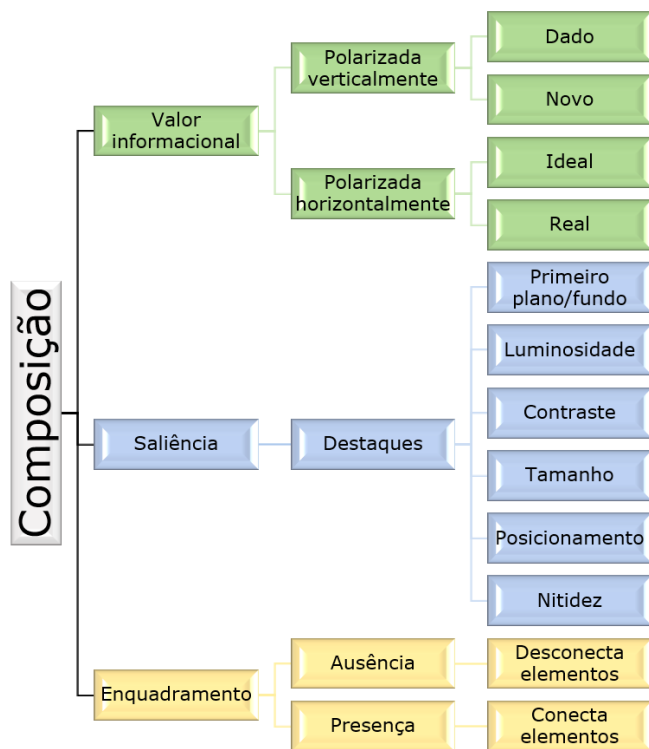 Composição
Valor
informacional
Polarizada
verticalmente
Dado
Novo
Polarizada
horizontalmente
Ideal
Real
Saliência
Destaques
Primeiro
plano/fundo
Luminosidade
Contraste
Tamanho
Posicionamento
Nitidez
Enquadramento
Ausência
Desconecta
elementos
Presença
Conecta
elementos